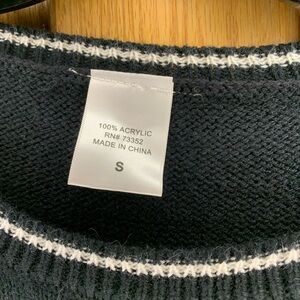 100% ACRYLIC
RN# 73352
MADE IN CHINA
S